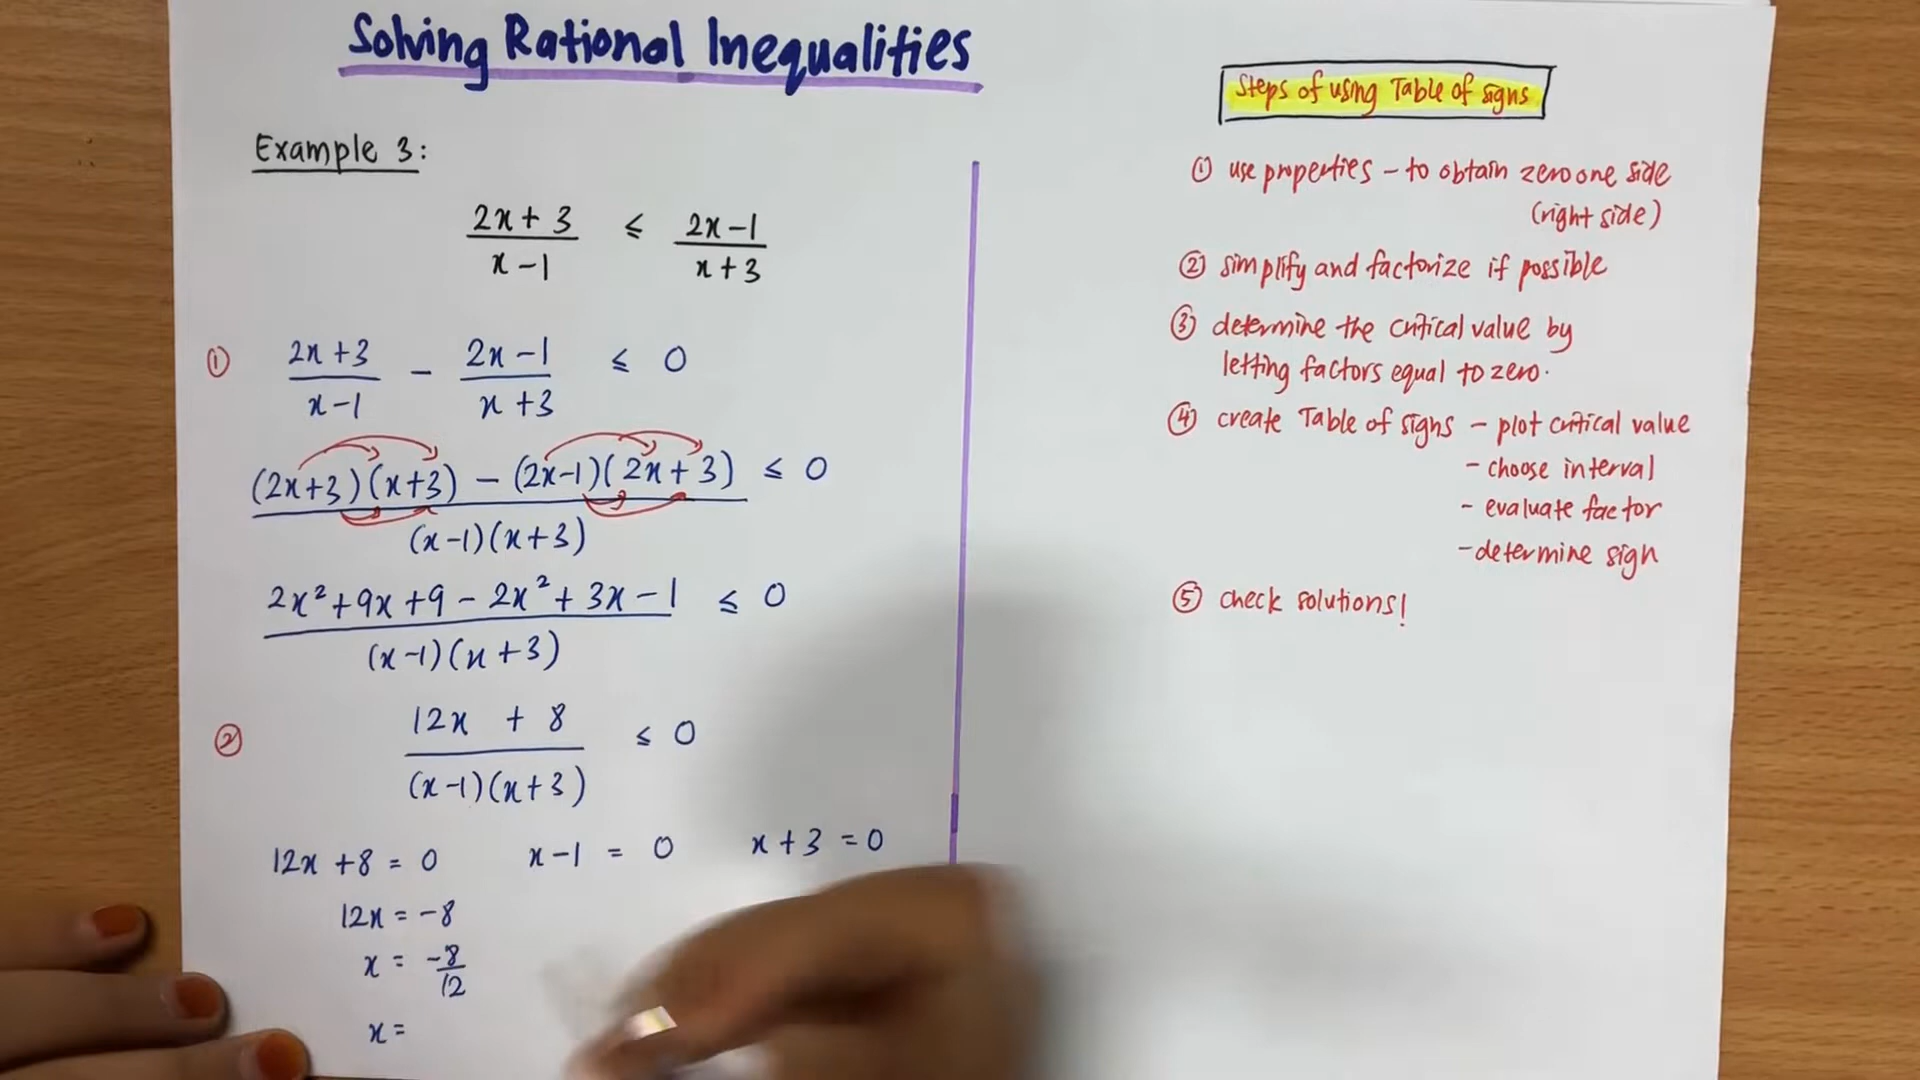 Solving Rational Inequalities
Example 3:
2x + 3 ≤ 2x - 1
x - 1 x + 3
① 2x + 3 - 2x - 1 ≤ 0
x - 1 x + 3
(2x+3)(x+3) - (2x-1)(2x+3) ≤ 0
(x-1)(x+3)
2x² + 9x + 9 - 2x² + 3x - 1 ≤ 0
(x-1)(x+3)
② 12x + 8 ≤ 0
(x-1)(x+3)
12x + 8 = 0 x - 1 = 0 x + 3 = 0
12x = -8
x = -8
12
x =
Steps of using Table of signs
① use properties - to obtain zero one side
(right side)
② simplify and factorize if possible
③ determine the critical value by
letting factors equal to zero.
④ create Table of signs - plot critical value
- choose interval
- evaluate factor
- determine sign
⑤ check solutions!